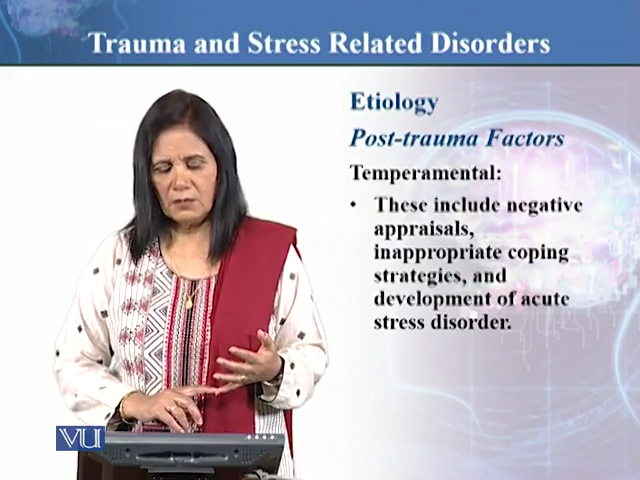 Trauma and Stress Related Disorders
Etiology
Post-trauma Factors
Temperamental:
• These include negative
appraisals,
inappropriate coping
strategies, and
development of acute
stress disorder.
VU